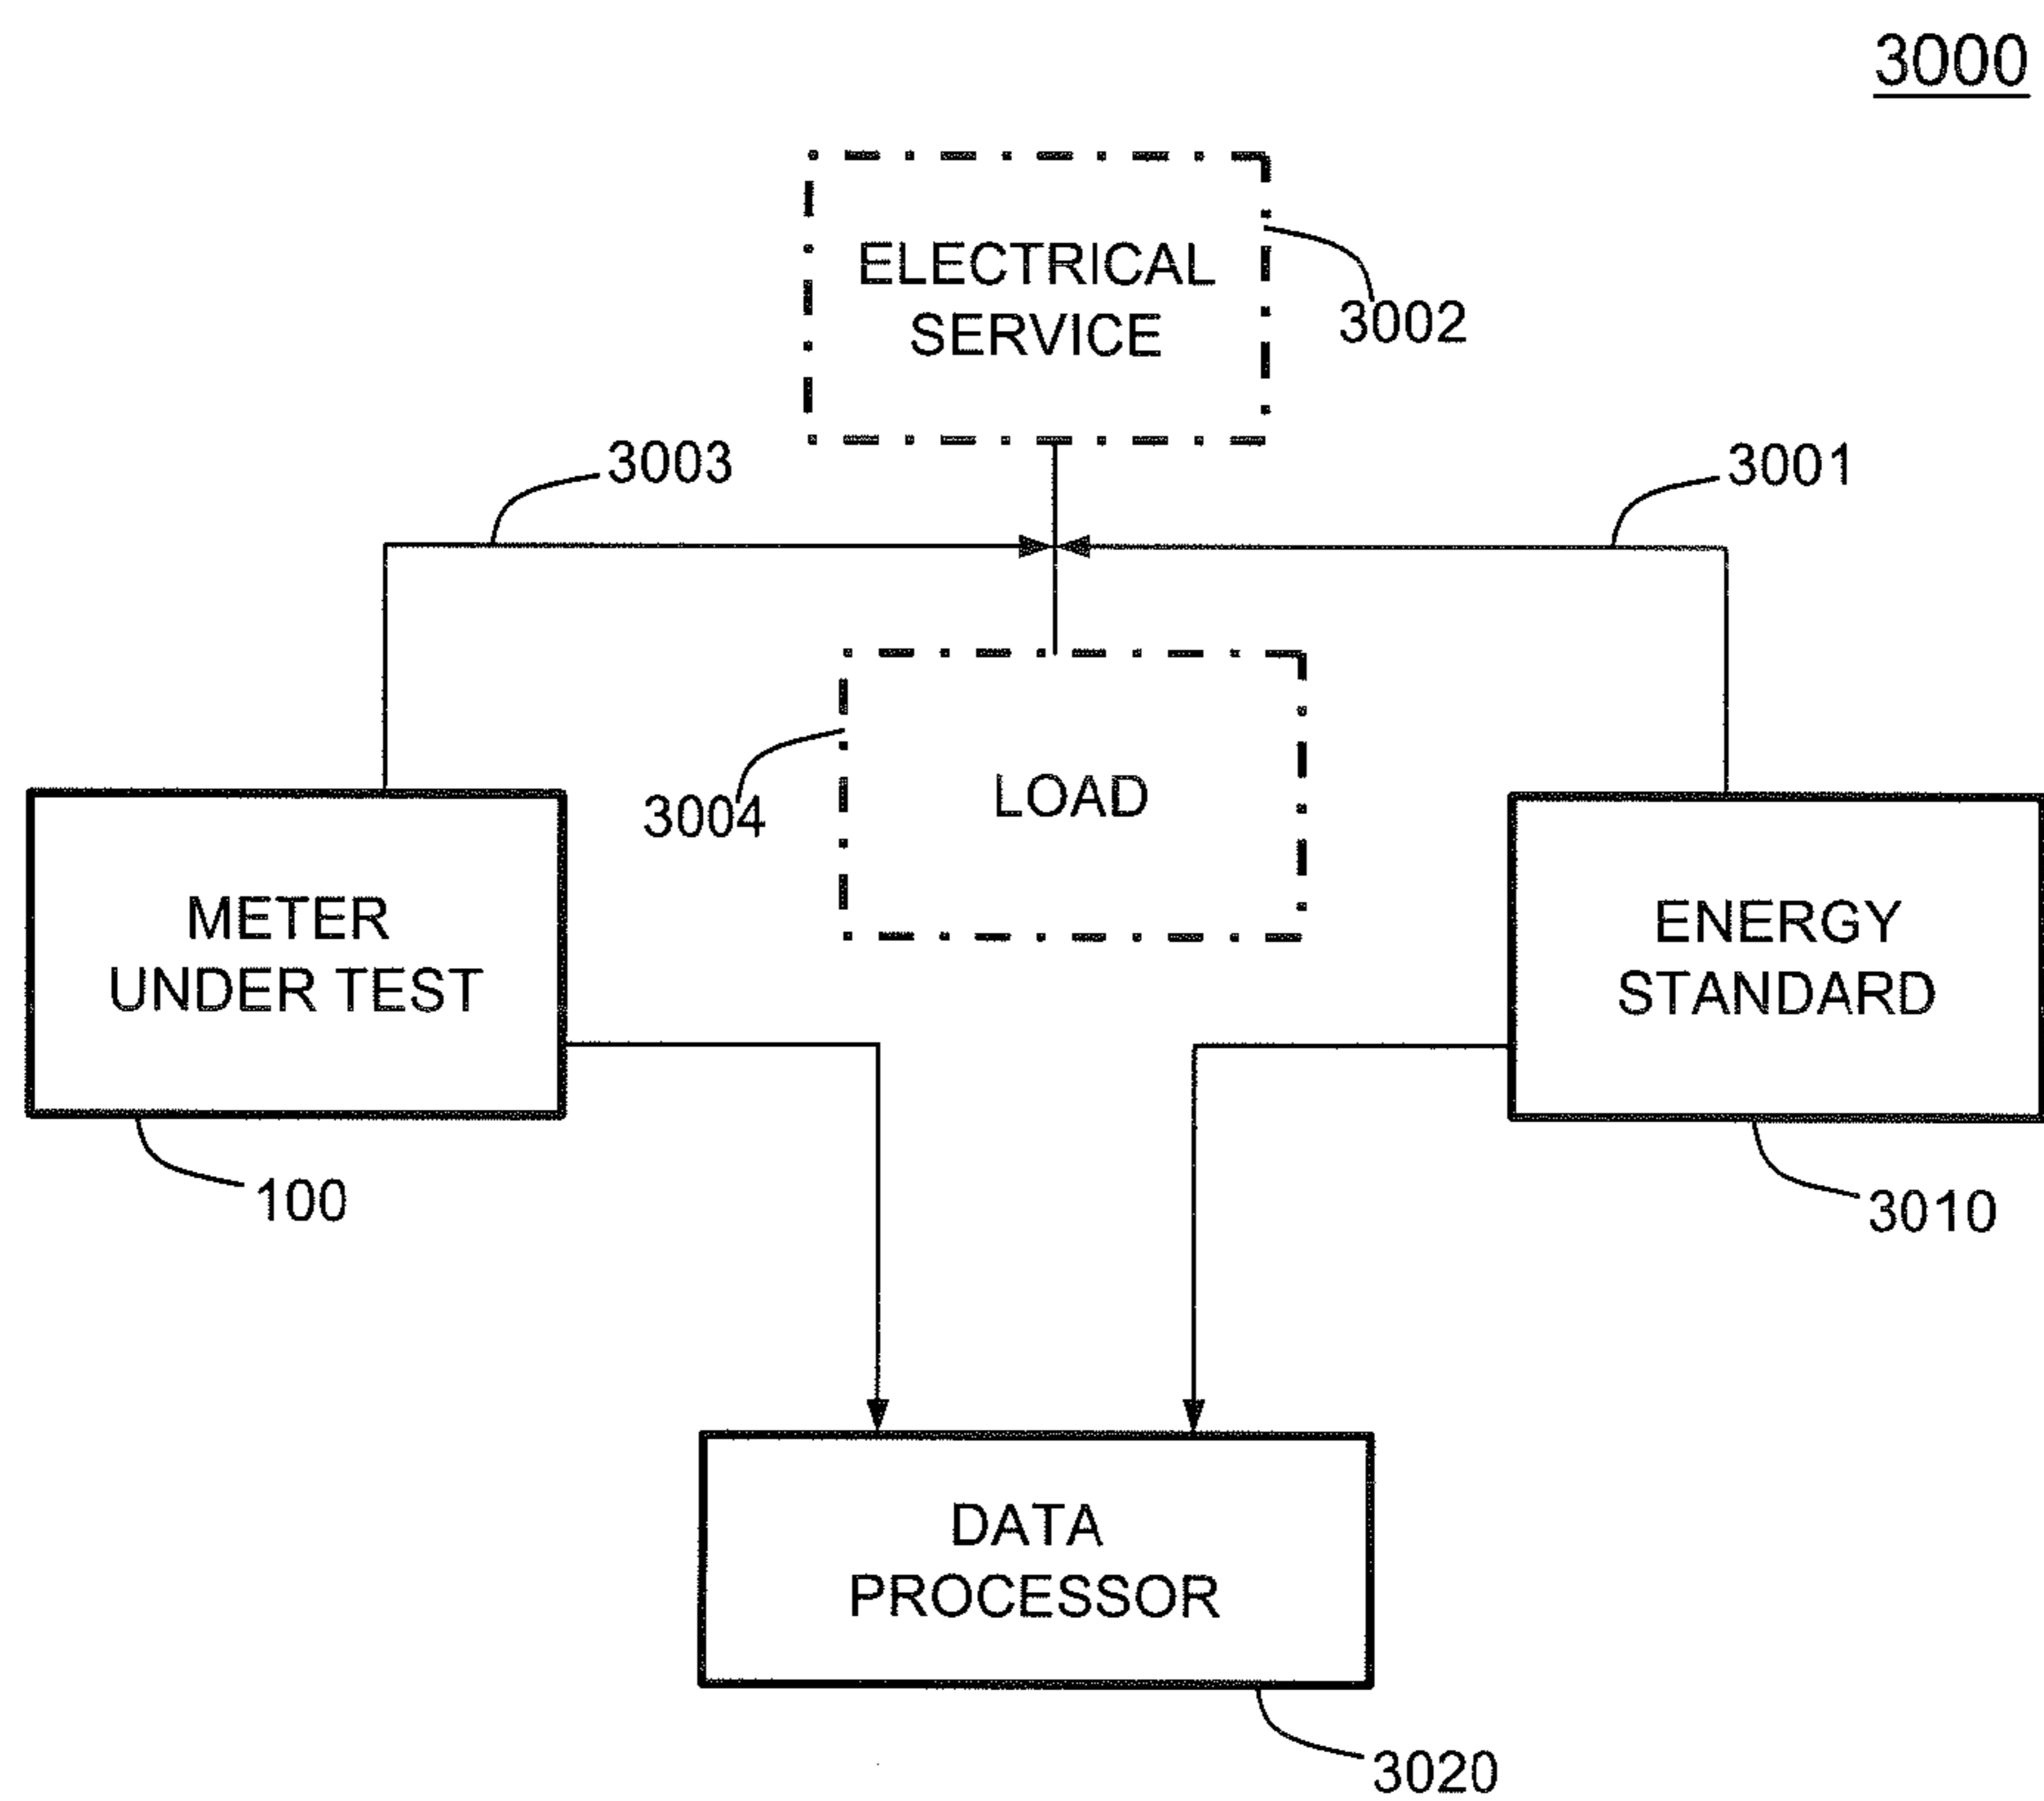 3000
ELECTRICAL
SERVICE
3002
3003
3001
LOAD
3004
METER
UNDER TEST
ENERGY
STANDARD
100
3010
DATA
PROCESSOR
3020